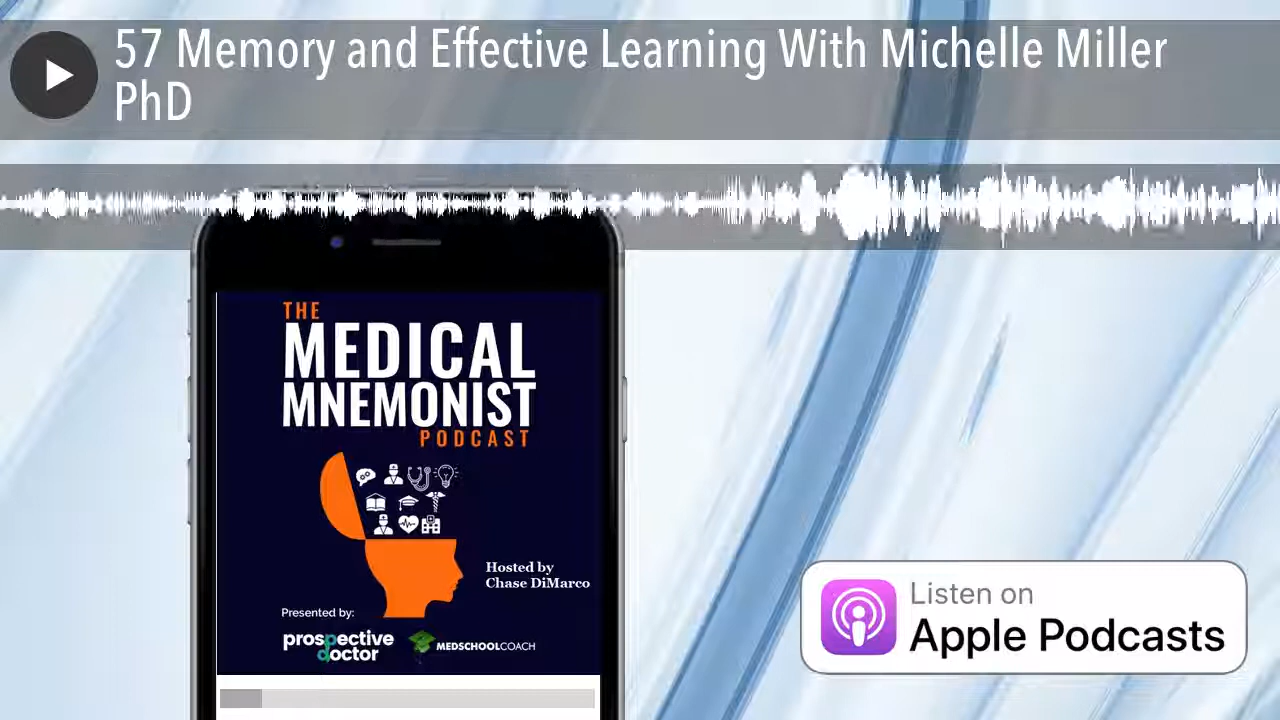 57 Memory and Effective Learning With Michelle Miller
PhD
THE
MEDICAL
MNEMONIST
PODCAST
Hosted by
Chase DiMarco
Presented by:
prospective
doctor
MEDSCHOOLCOACH
Listen on
Apple Podcasts